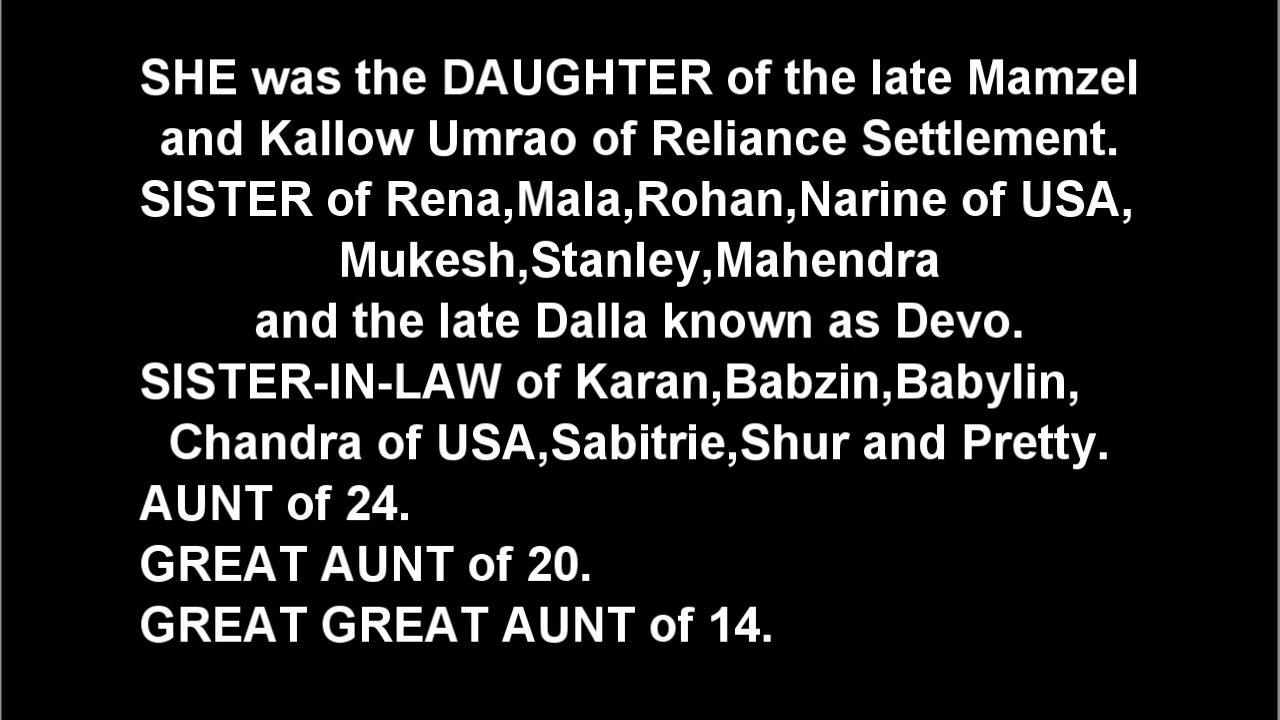 SHE was the DAUGHTER of the late Mamzel
and Kallow Umrao of Reliance Settlement.
SISTER of Rena,Mala,Rohan,Narine of USA,
Mukesh,Stanley,Mahendra
and the late Dalla known as Devo.
SISTER-IN-LAW of Karan,Babzin,Babylin,
Chandra of USA,Sabitrie,Shur and Pretty.
AUNT of 24.
GREAT AUNT of 20.
GREAT GREAT AUNT of 14.